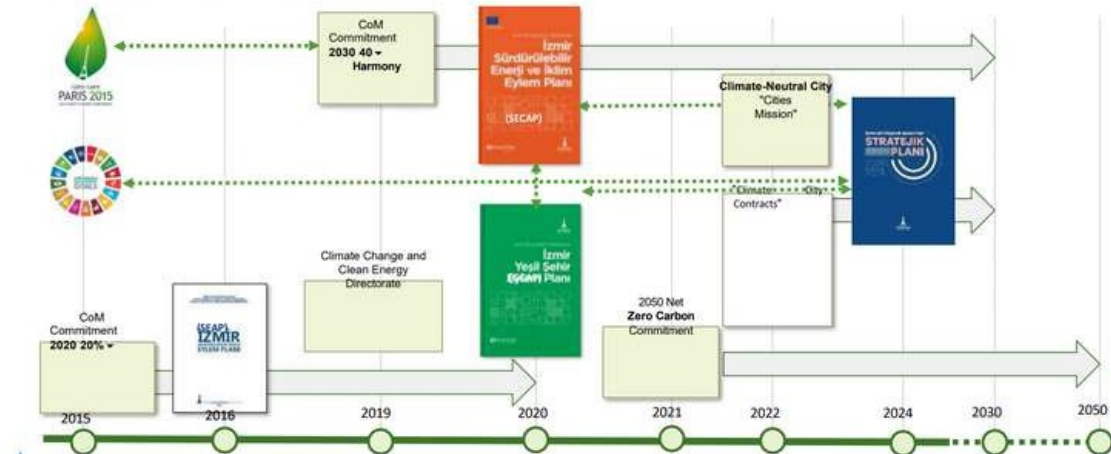 CoM
Commitment
2030 40
Harmony
PARIS 2015
İzmir
Sürdürülebilir
Enerji ve İklim
Eylem Planı
(SECAP)
Climate-Neutral City
"Cities
Mission"
STRATEJİK
PLANI
GOALS
"Climate City
Contracts"
Climate Change and
Clean Energy
Directorate
İzmir
Yeşil Şehir
Planı
CoM
Commitment
2020 20%
(SEAP)
İZMİR
EYLEM PLANI
2050 Net
Zero Carbon
Commitment
2015
2016
2019
2020
2021
2022
2024
2030
2050